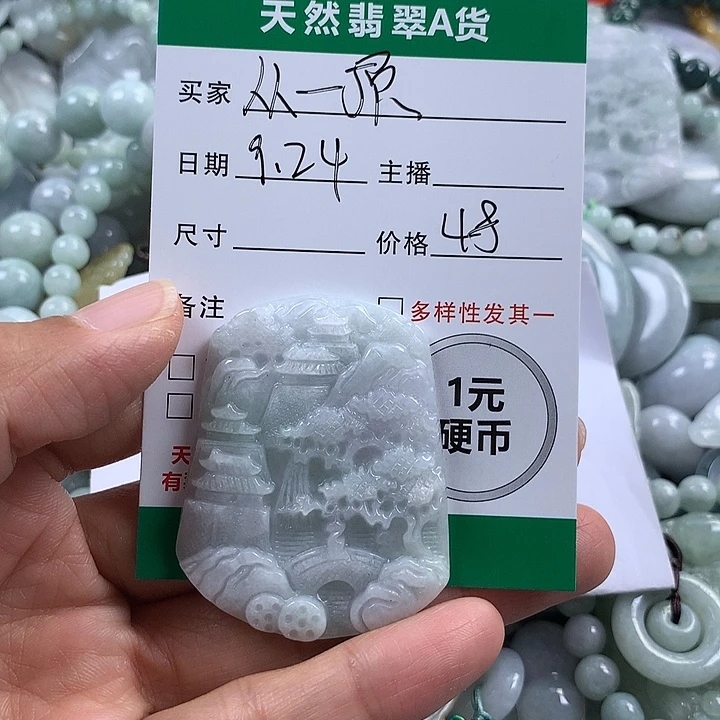 天然翡翠A货
买家 从一原
日期 9.24 主播
尺寸 价格 48
备注 多样性发其一
1元
硬币
天
有